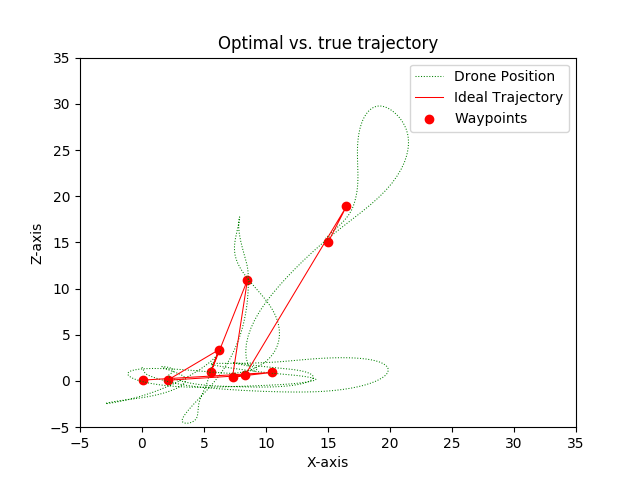 Optimal vs. true trajectory
Drone Position
Ideal Trajectory
Waypoints
Z-axis
35
30
25
20
15
10
5
0
−5
−5 0 5 10 15 20 25 30 35
X-axis